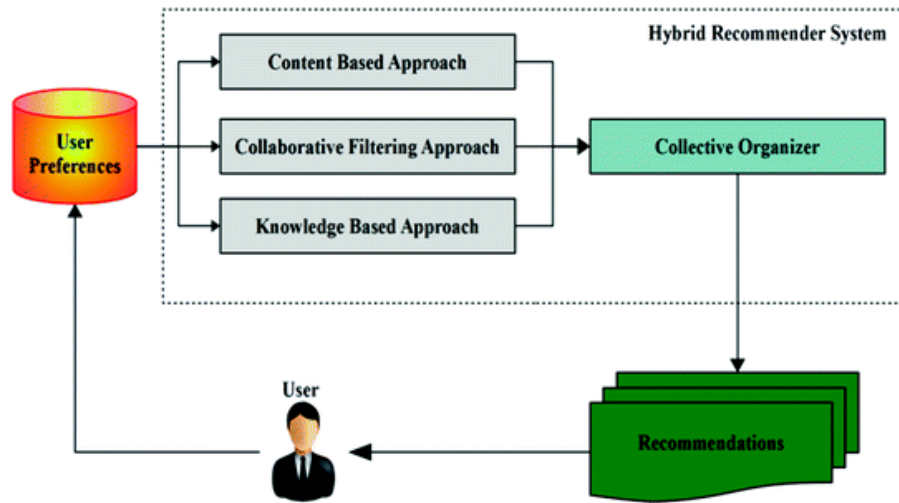 Hybrid Recommender System
Content Based Approach
User
Preferences
Collaborative Filtering Approach
Collective Organizer
Knowledge Based Approach
User
Recommendations